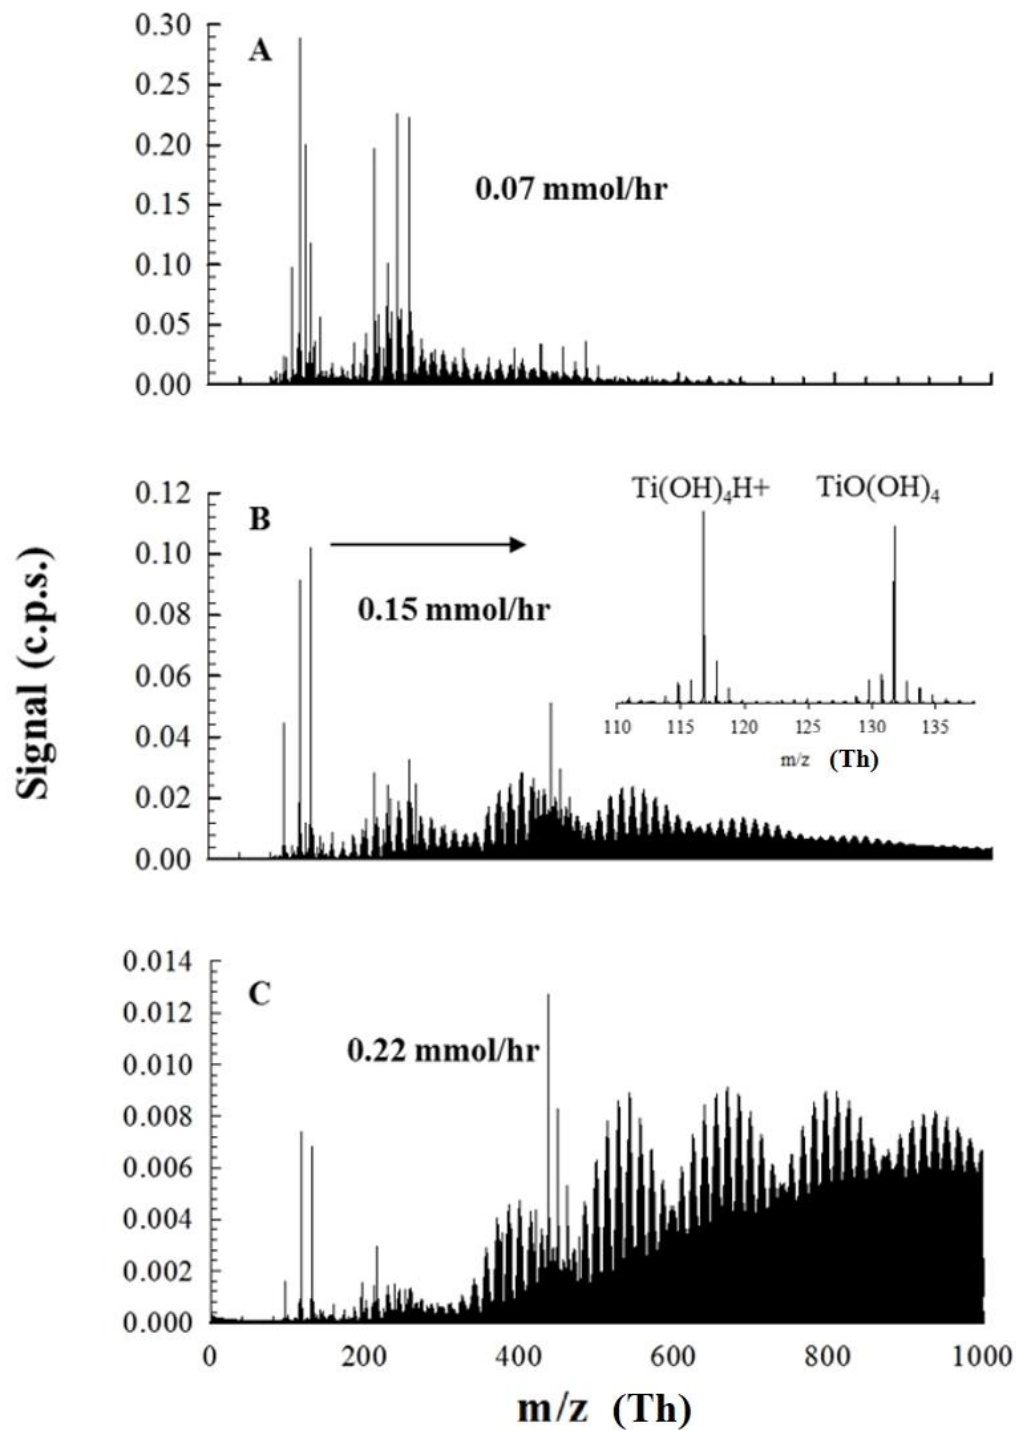 0.30
A
0.25
0.20
0.07 mmol/hr
0.15
0.10
0.05
0.00
Signal (c.p.s.)
0.12
B
Ti(OH)4H+ TiO(OH)4
0.10
0.15 mmol/hr
0.08
0.06
0.04
0.02
0.00
110 115 120 125 130 135
m/z (Th)
0.014
C
0.012
0.22 mmol/hr
0.010
0.008
0.006
0.004
0.002
0.000
0 200 400 600 800 1000
m/z (Th)